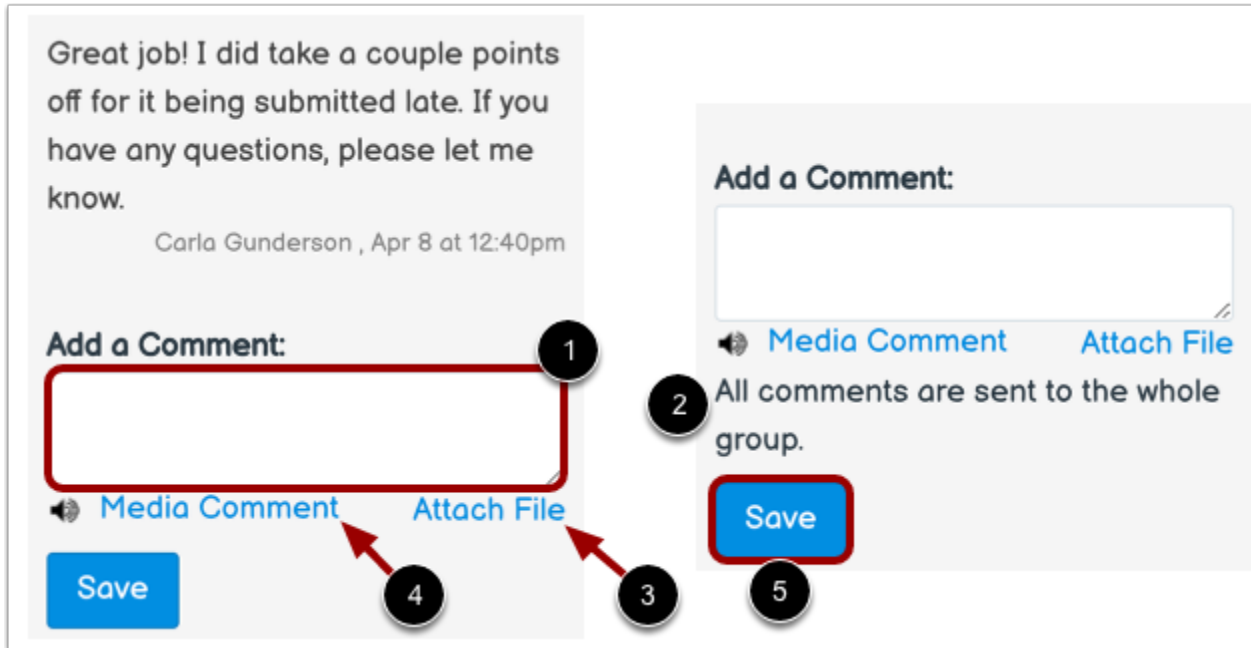 Great job! I did take a couple points
off for it being submitted late. If you
have any questions, please let me
know.
Carla Gunderson , Apr 8 at 12:40pm
Add a Comment:
1
Media Comment
Attach File
Save
4
3
Add a Comment:
Media Comment
Attach File
2
All comments are sent to the whole
group.
Save
5